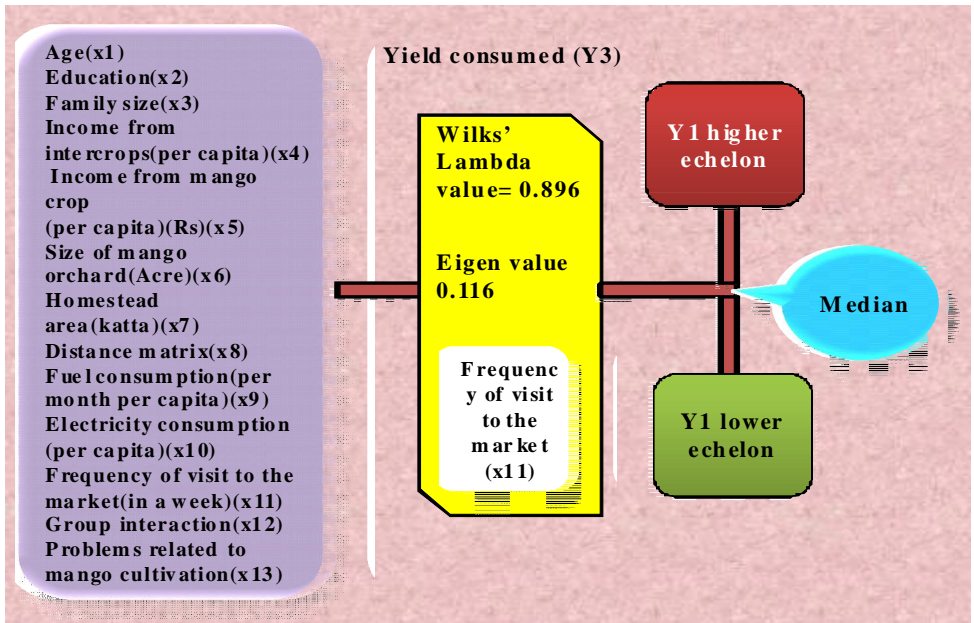 Age(x1)
Education(x2)
Family size(x3)
Income from
intercrops(per capita)(x4)
Income from mango
crop
(per capita)(Rs)(x5)
Size of mango
orchard(Acre)(x6)
Homestead
area(katta)(x7)
Distance matrix(x8)
Fuel consumption(per
month per capita)(x9)
Electricity consumption
(per capita)(x10)
Frequency of visit to the
market(in a week)(x11)
Group interaction(x12)
Problems related to
mango cultivation(x13)
Yield consumed (Y3)
Wilks’
Lambda
value= 0.896
Eigen value
0.116
Frequenc
y of visit
to the
market
(x11)
Y1 higher
echelon
Median
Y1 lower
echelon